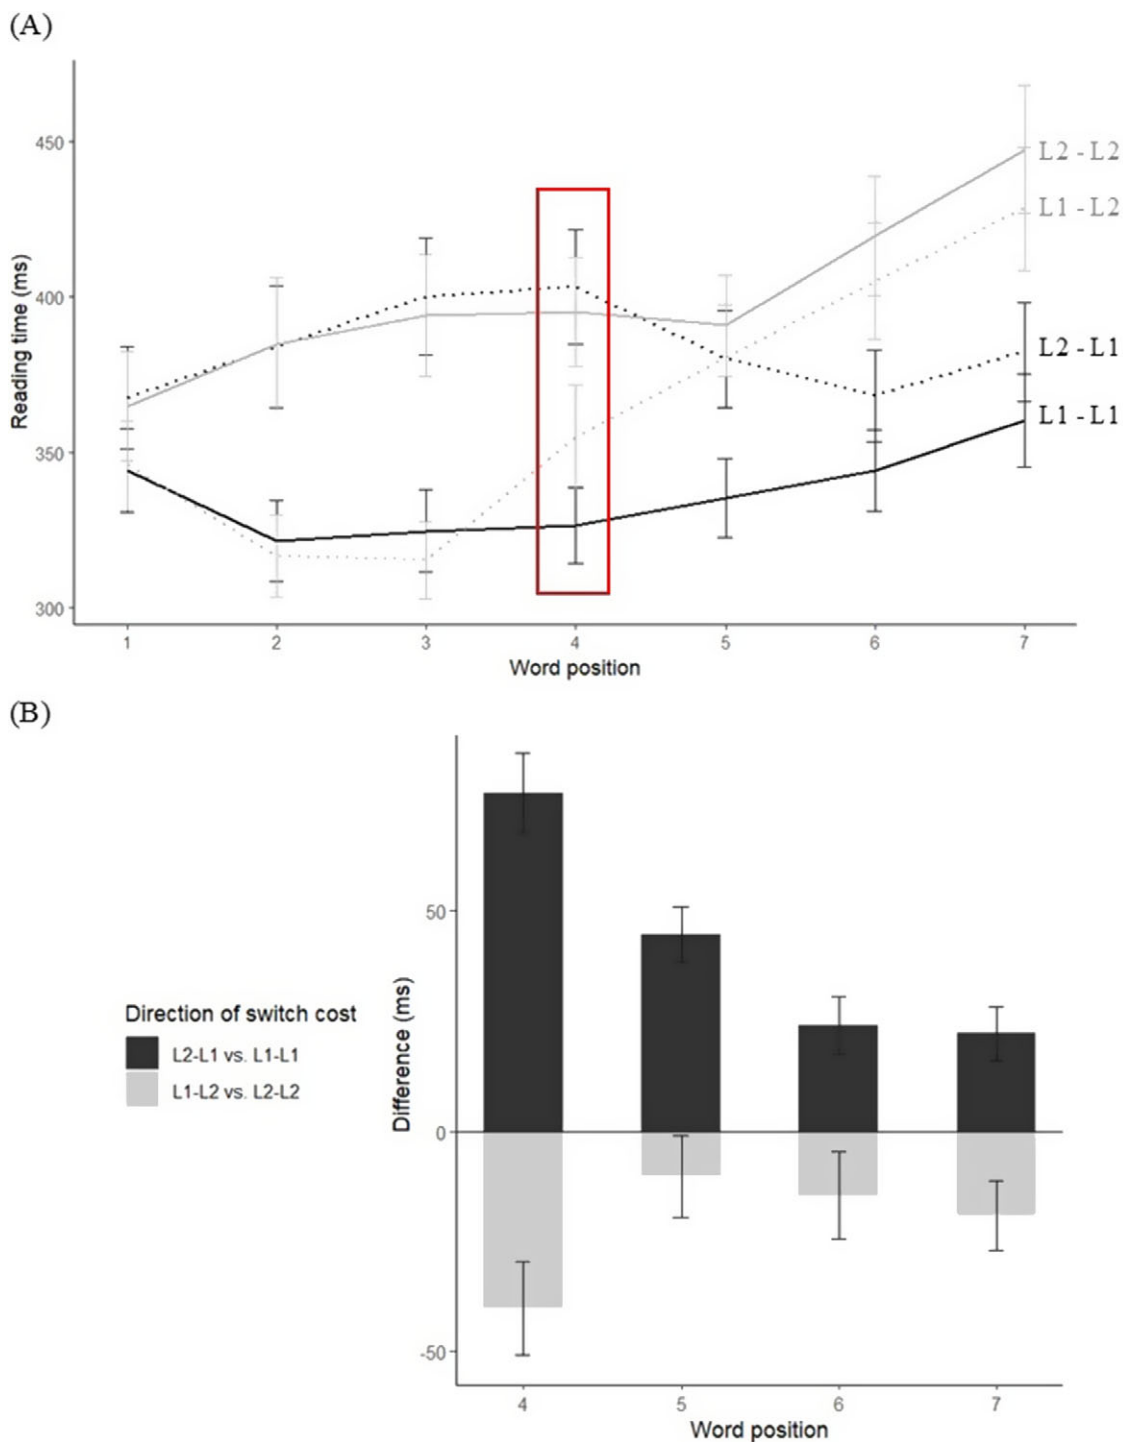 (A)
450
400
350
300
Reading time (ms)
L2 - L2
L1 - L2
L2 - L1
L1 - L1
1 2 3 4 5 6 7
Word position
(B)
Direction of switch cost
L2-L1 vs. L1-L1
L1-L2 vs. L2-L2
Difference (ms)
50
0
-50
4 5 6 7
Word position